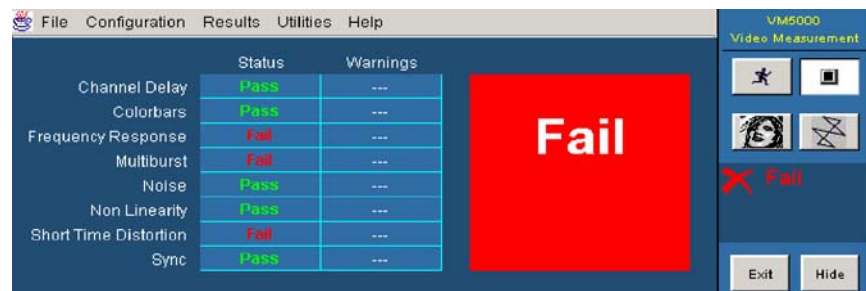 File Configuration Results Utilities Help
VM5000
Video Measurement
Status Warnings
Channel Delay Pass ---
Colorbars Pass ---
Frequency Response Fail ---
Multiburst Fail ---
Noise Pass ---
Non Linearity Pass ---
Short Time Distortion Fail ---
Sync Pass ---
Fail
Fail
Exit Hide